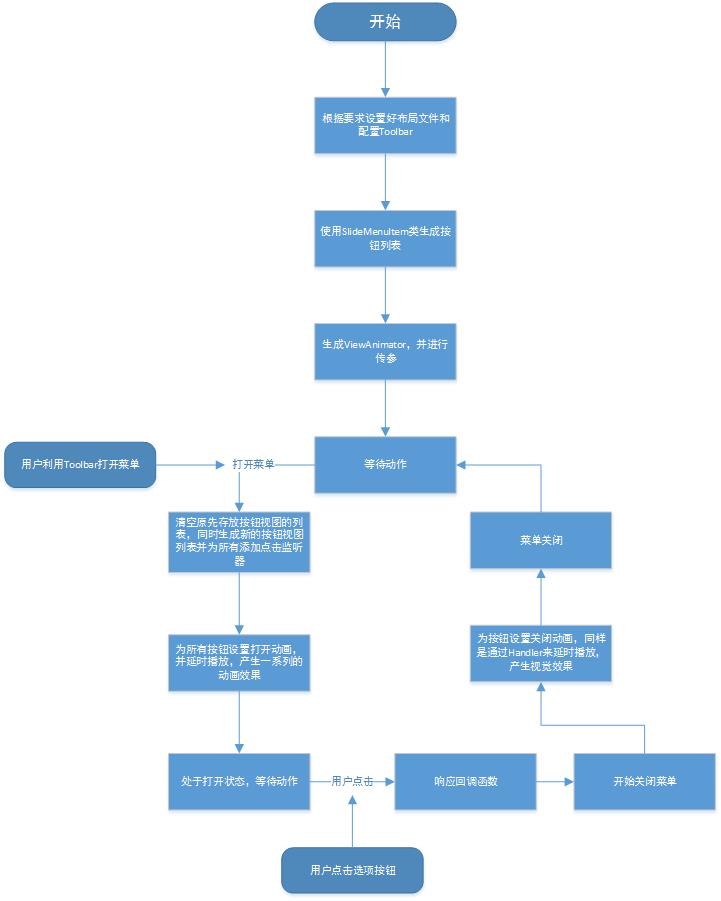 开始
根据要求设置好布局文件和
配置Toolbar
使用SlideMenuItem类生成按
钮列表
生成ViewAnimator，并进行
传参
用户利用Toolbar打开菜单
打开菜单
等待动作
清空原先存放按钮视图的列
表，同时生成新的按钮视图
列表并为所有添加点击监听
器
菜单关闭
为所有按钮设置打开动画，
并延时播放，产生一系列的
动画效果
为按钮设置关闭动画，同样
是通过Handler来延时播放，
产生视觉效果
处于打开状态，等待动作
用户点击
响应回调函数
开始关闭菜单
用户点击选项按钮